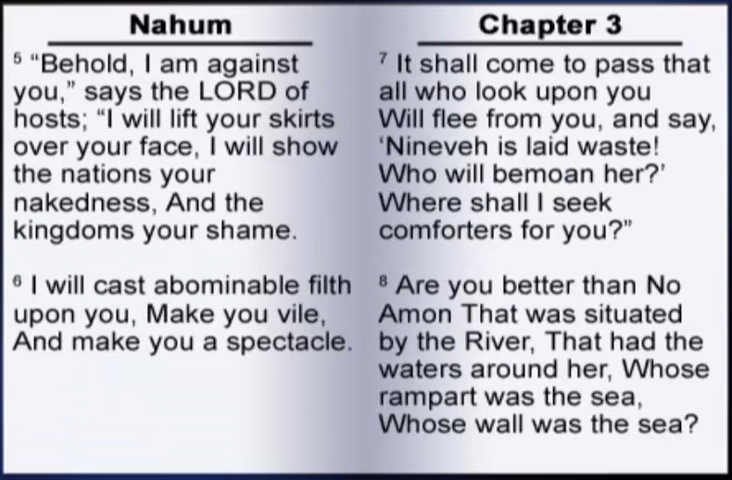 Nahum
5 “Behold, I am against
you,” says the LORD of
hosts; “I will lift your skirts
over your face, I will show
the nations your
nakedness, And the
kingdoms your shame.
6 I will cast abominable filth
upon you, Make you vile,
And make you a spectacle.
Chapter 3
7 It shall come to pass that
all who look upon you
Will flee from you, and say,
‘Nineveh is laid waste!
Who will bemoan her?’
Where shall I seek
comforters for you?”
8 Are you better than No
Amon That was situated
by the River, That had the
waters around her, Whose
rampart was the sea,
Whose wall was the sea?